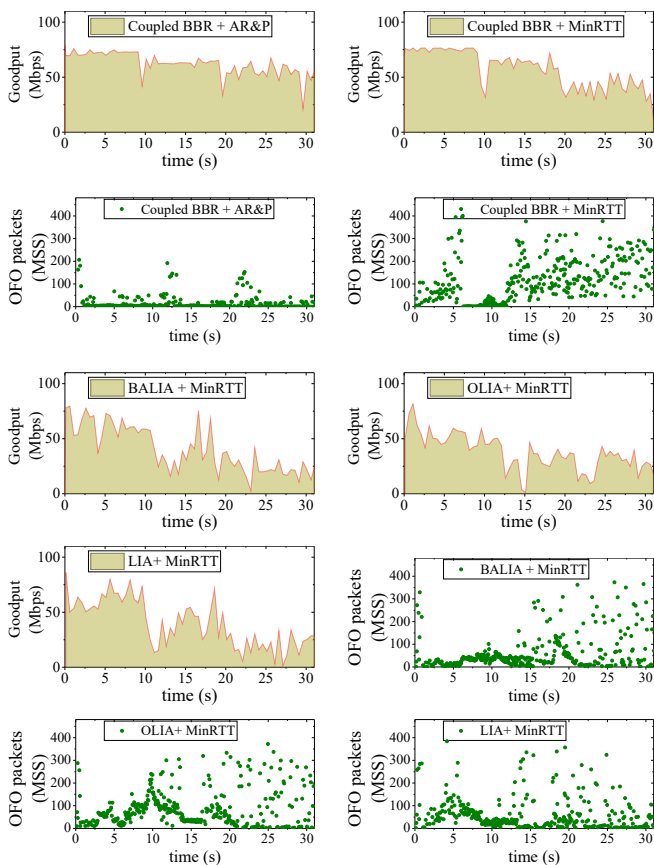 Coupled BBR + AR&P
Goodput
(Mbps)
100
50
0
0 5 10 15 20 25 30
time (s)
Coupled BBR + MinRTT
Goodput
(Mbps)
100
50
0
0 5 10 15 20 25 30
time (s)
Coupled BBR + AR&P
OFO packets
(MSS)
400
300
200
100
0
0 5 10 15 20 25 30
time (s)
Coupled BBR + MinRTT
OFO packets
(MSS)
400
300
200
100
0
0 5 10 15 20 25 30
time (s)
BALIA + MinRTT
Goodput
(Mbps)
100
50
0
0 5 10 15 20 25 30
time (s)
OLIA+ MinRTT
Goodput
(Mbps)
100
50
0
0 5 10 15 20 25 30
time (s)
LIA+ MinRTT
Goodput
(Mbps)
100
50
0
0 5 10 15 20 25 30
time (s)
BALIA + MinRTT
OFO packets
(MSS)
400
300
200
100
0
0 5 10 15 20 25 30
time (s)
OLIA+ MinRTT
OFO packets
(MSS)
400
300
200
100
0
0 5 10 15 20 25 30
time (s)
LIA+ MinRTT
OFO packets
(MSS)
400
300
200
100
0
0 5 10 15 20 25 30
time (s)